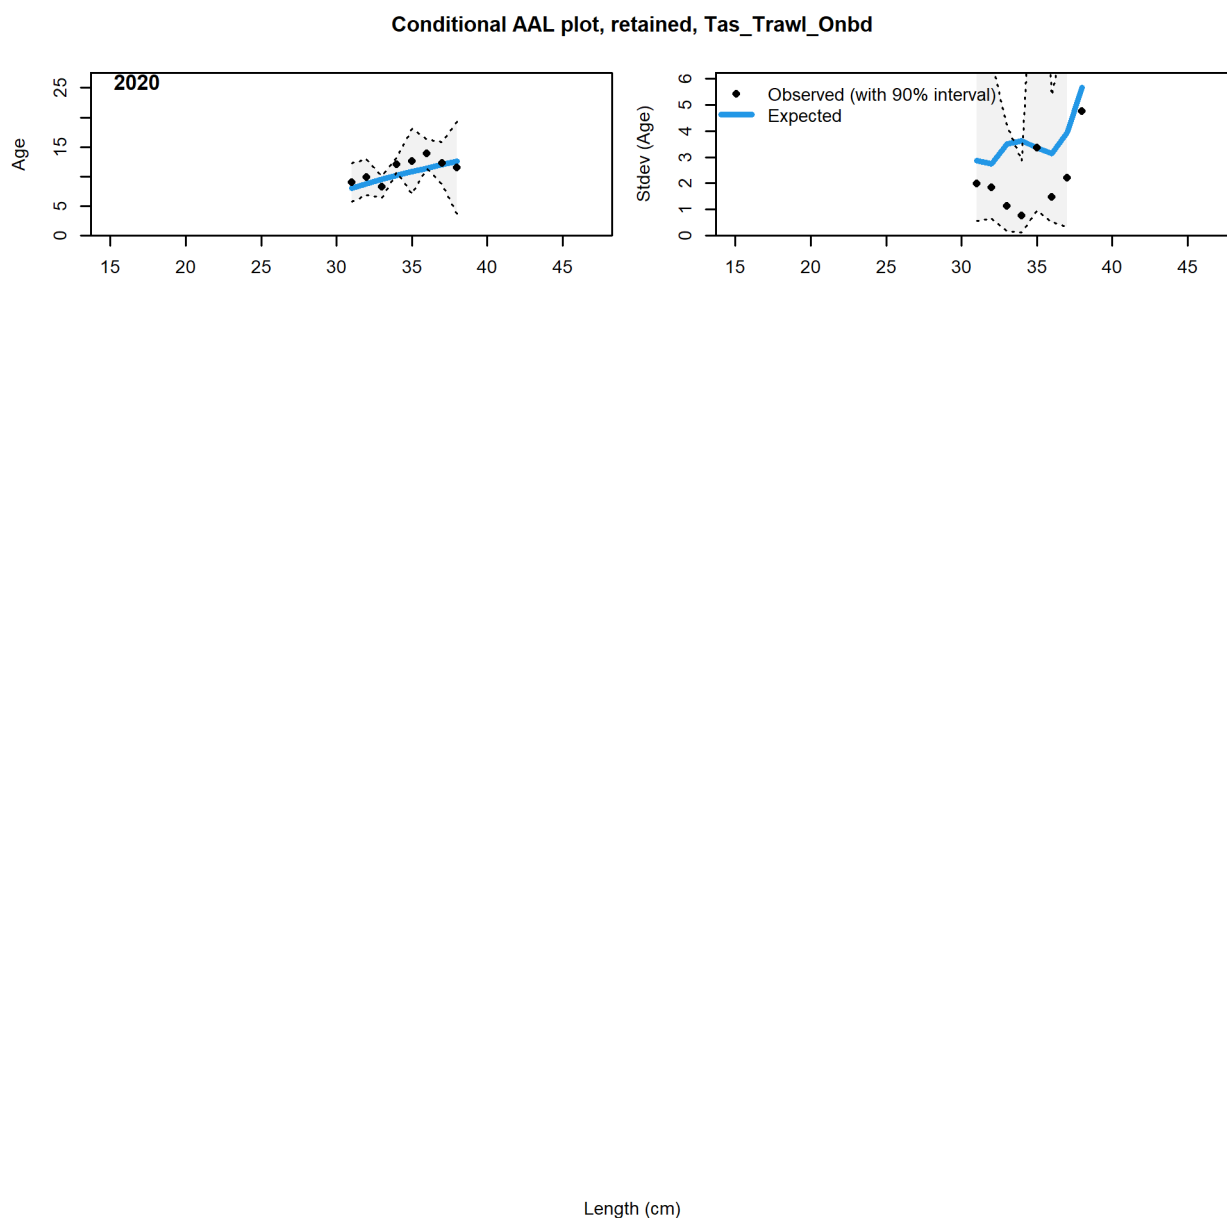 Conditional AAL plot, retained, Tas_Trawl_Onbd
2020
Age
5 15 25
0
15 20 25 30 35 40 45
Observed (with 90% interval)
Expected
Stdev (Age)
0 1 2 3 4 5 6
15 20 25 30 35 40 45
Length (cm)